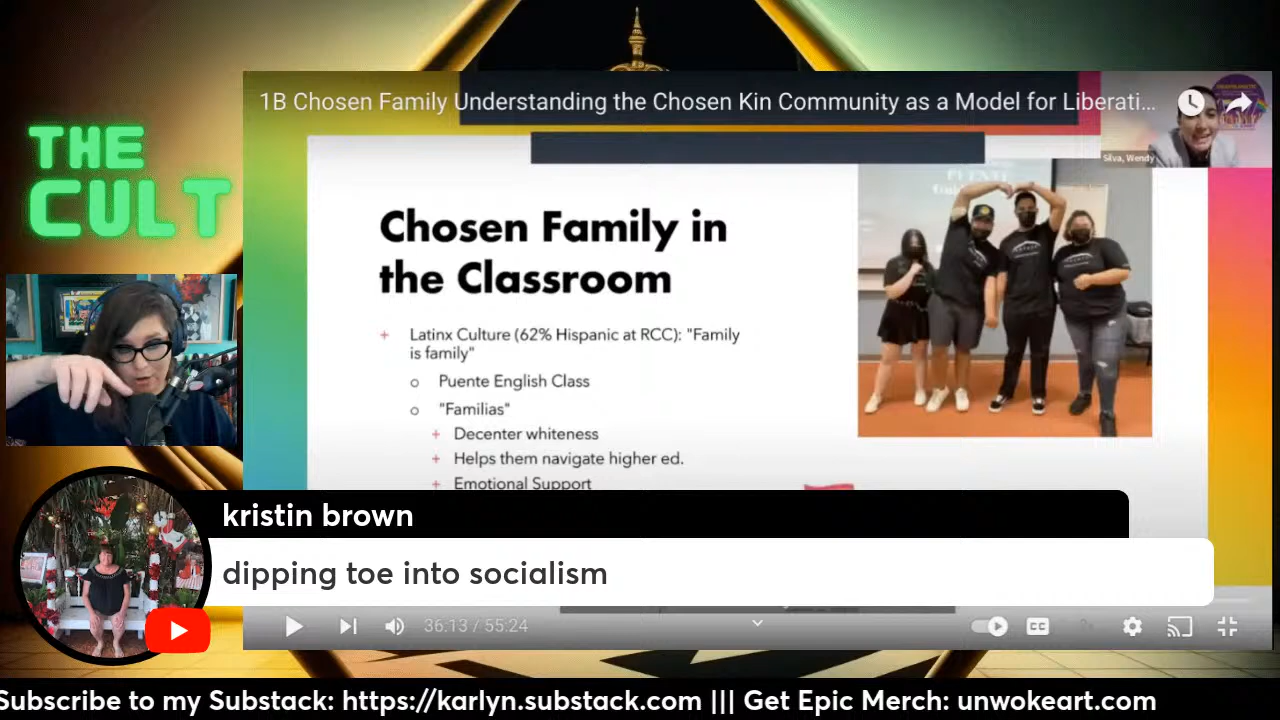 THE
CULT
1B Chosen Family Understanding the Chosen Kin Community as a Model for Liberati...
Silva, Wendy
Chosen Family in
the Classroom
+ Latinx Culture (62% Hispanic at RCC): "Family
is family"
o Puente English Class
o "Familias"
+ Decenter whiteness
+ Helps them navigate higher ed.
+ Emotional Support
kristin brown
dipping toe into socialism
36:13 / 55:24
CC
Subscribe to my Substack: https://karlyn.substack.com ||| Get Epic Merch: unwokeart.com